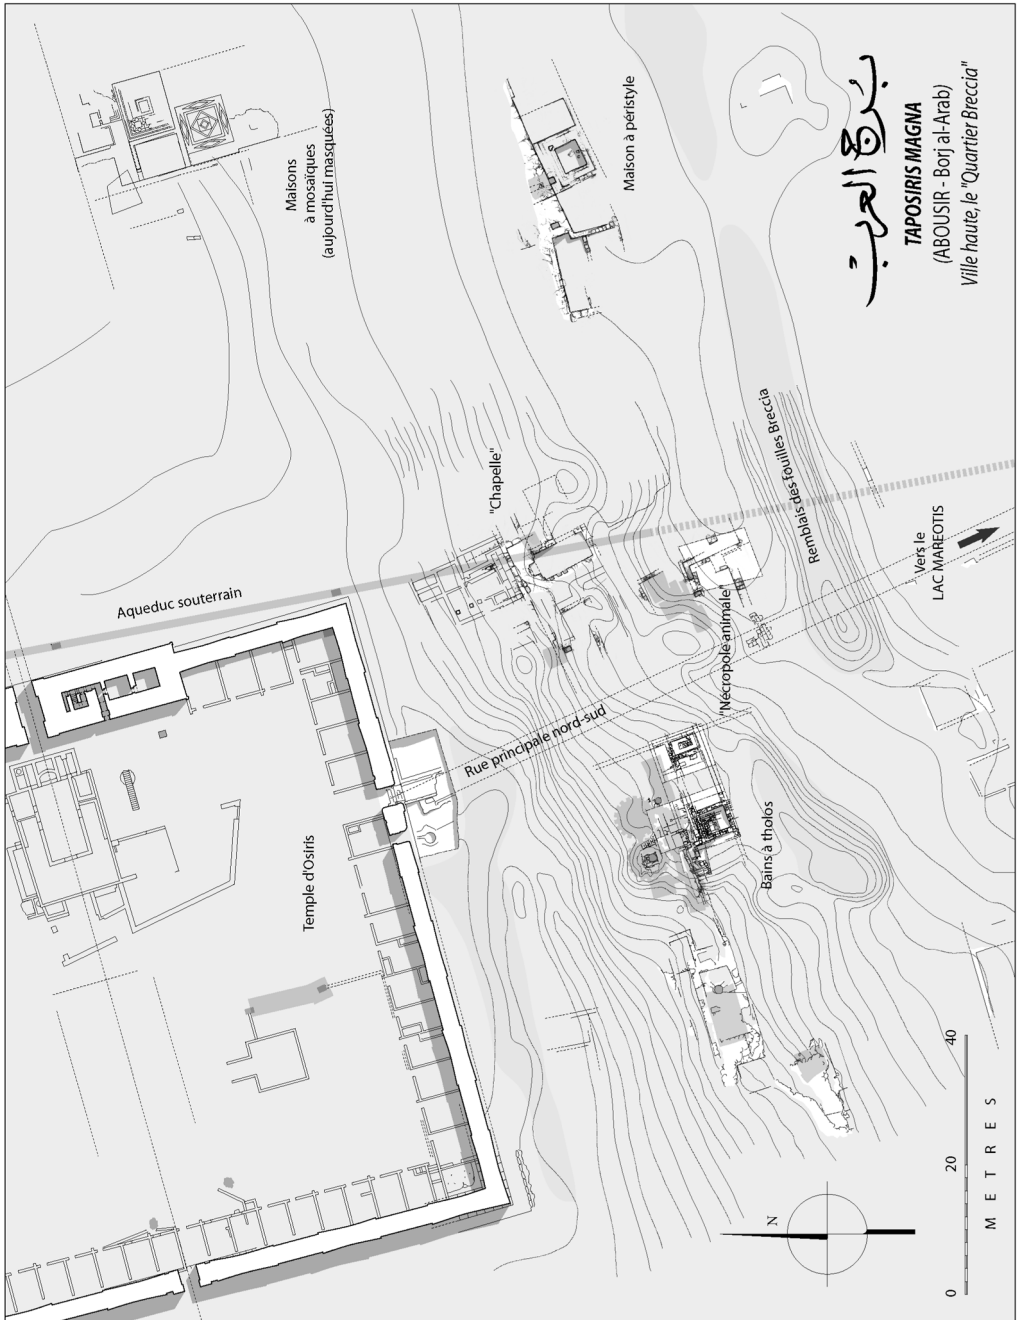 برج العرب
TAPOSIRIS MAGNA
(ABOUSIR - Borj al-Arab)
Ville haute, le "Quartier Breccia"
Maisons
à mosaïques
(aujourd'hui masquées)
Maison à péristyle
"Chapelle"
Remblais des fouilles Breccia
Aqueduc souterrain
Vers le
LAC MAREOTIS
"Nécropole animale"
Rue principale nord-sud
Temple d'Osiris
Bains à tholos
N
0 20 40
METRES